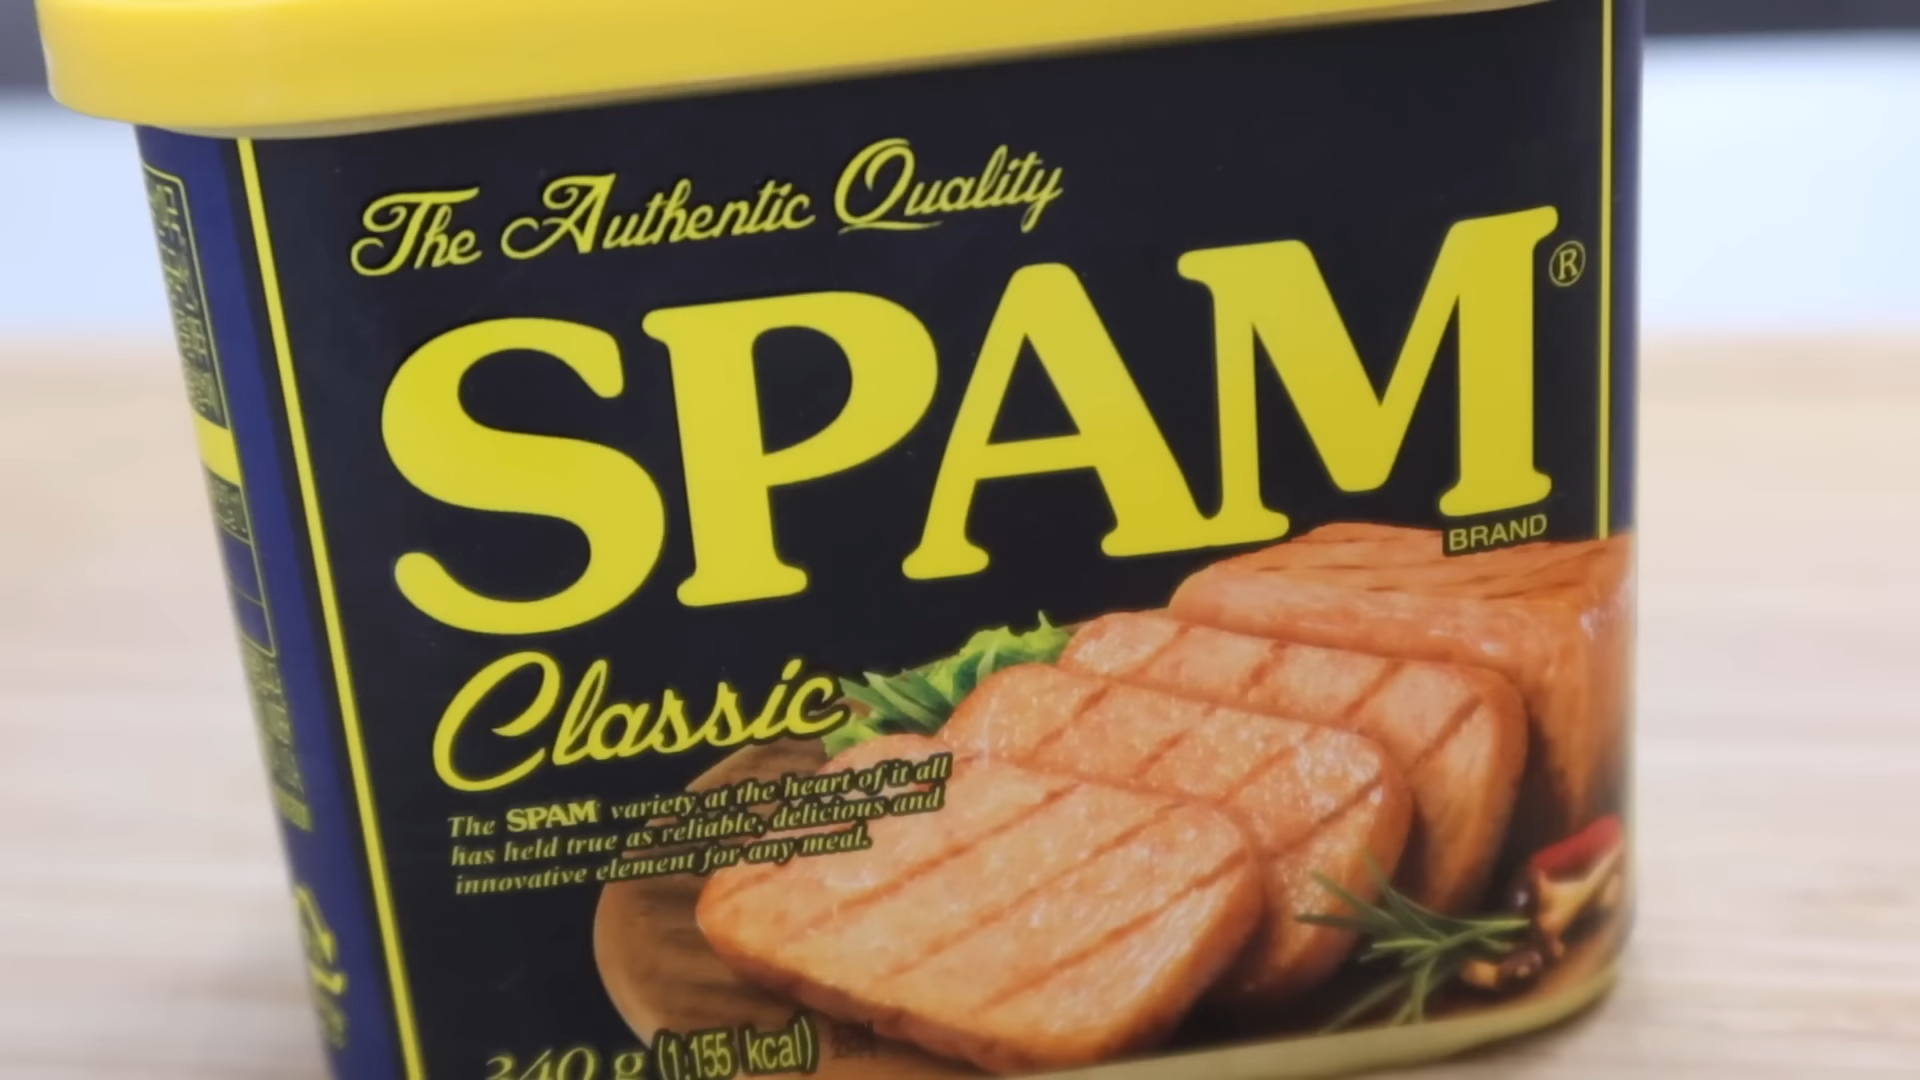 The Authentic Quality
SPAM®
BRAND
Classic
The SPAM variety, at the heart of it all
has held true as reliable, delicious and
innovative element for any meal.
340 g (1,155 kcal)